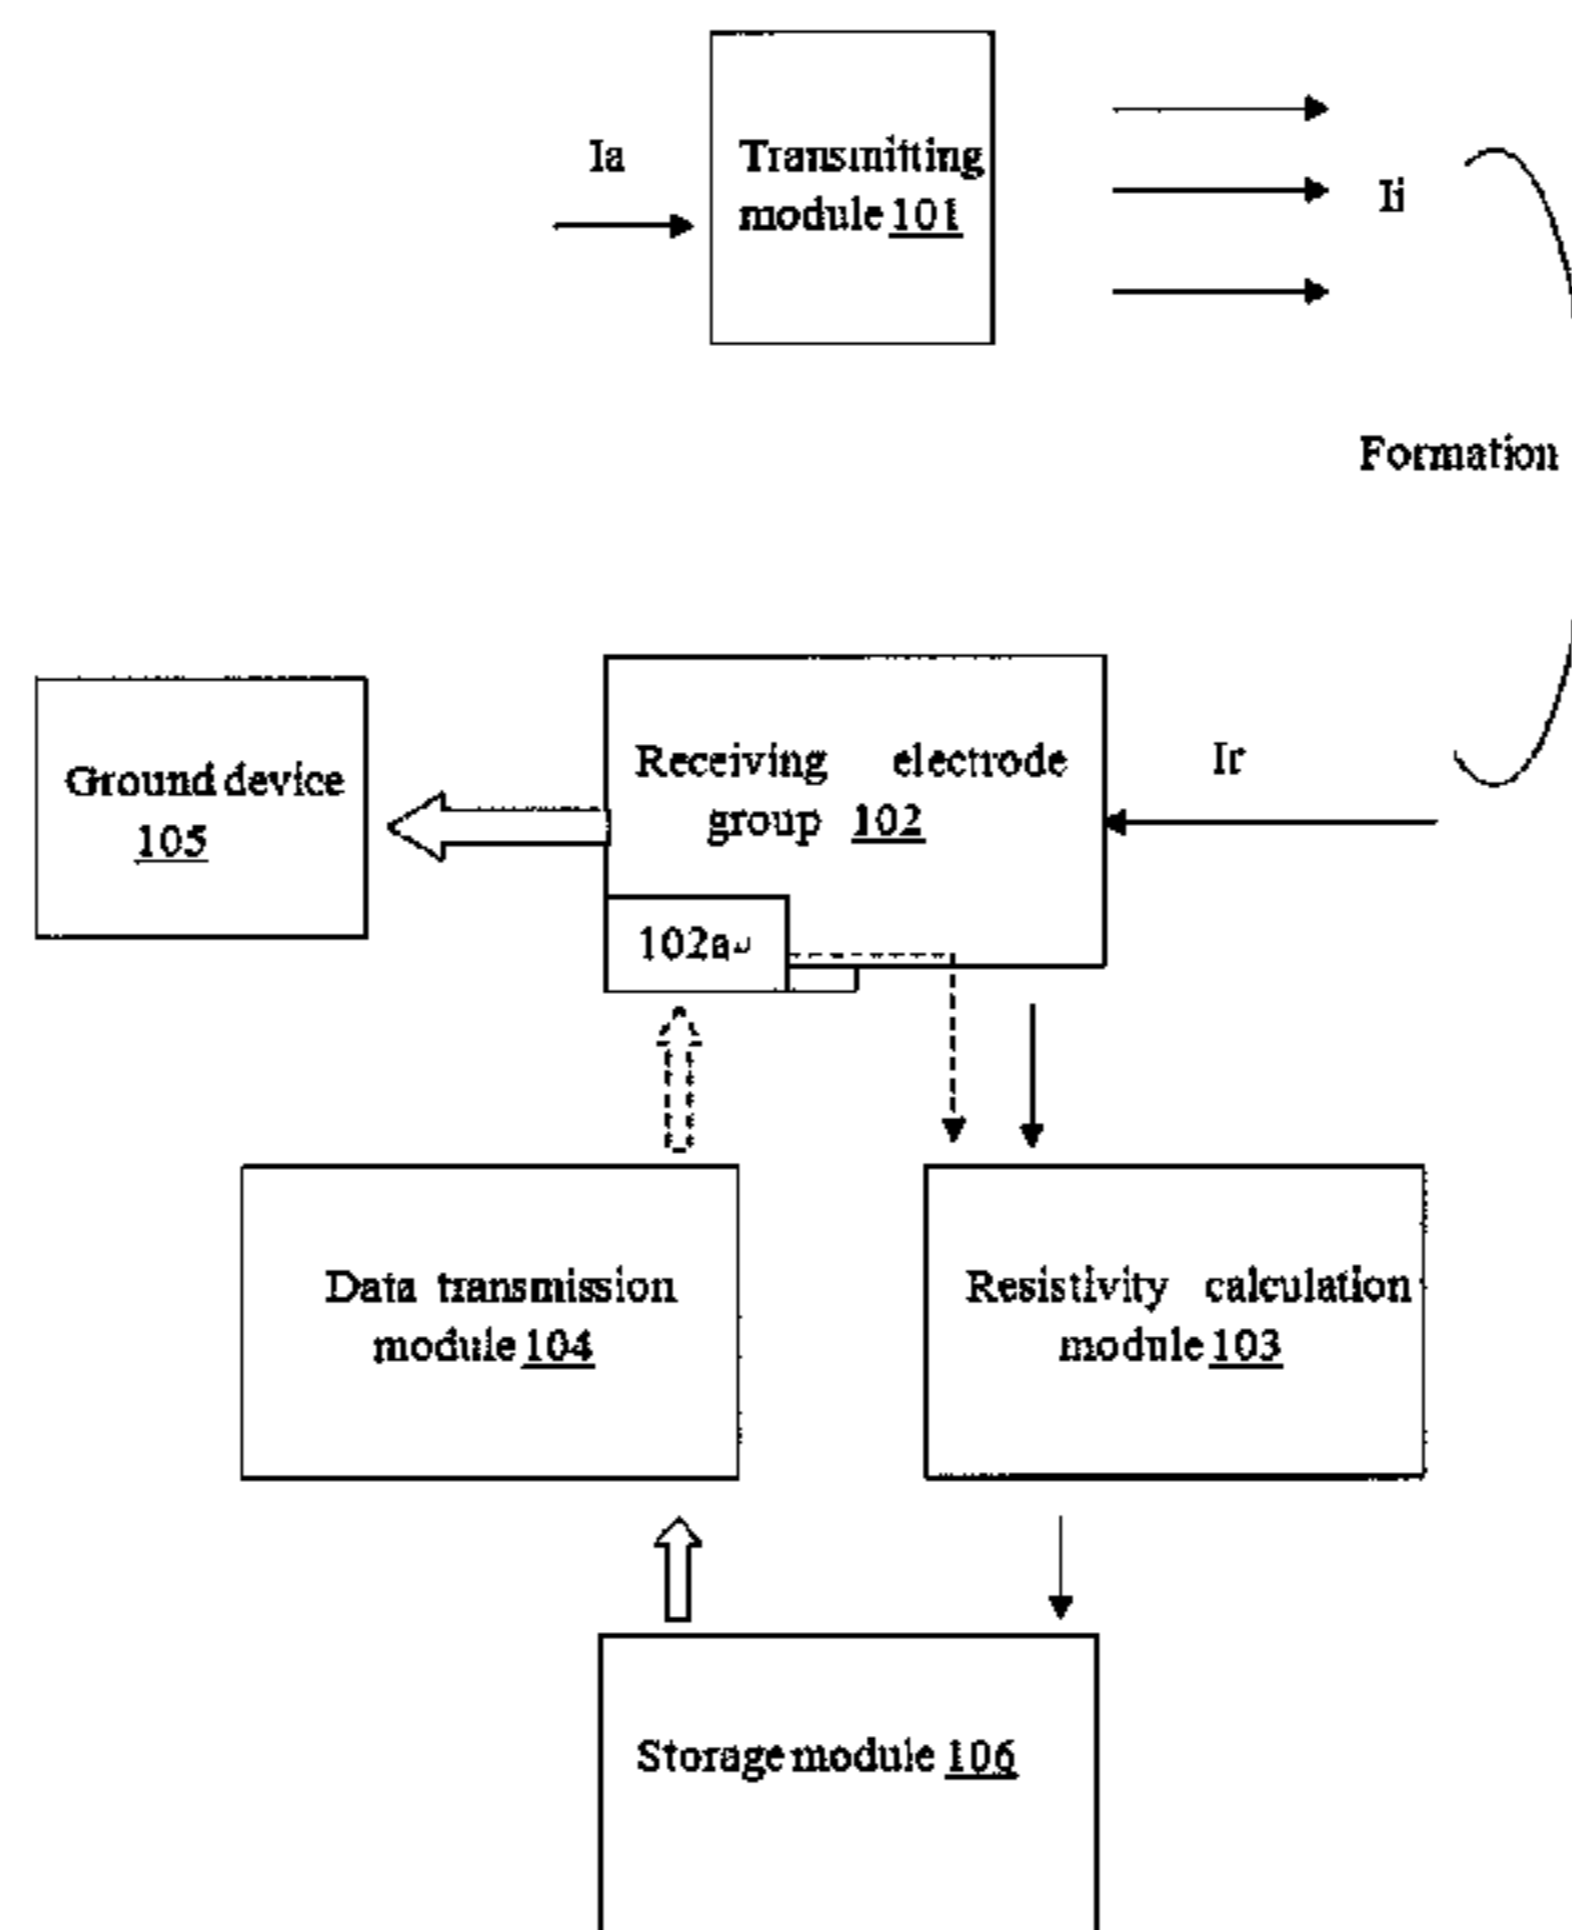 Ia
Transmitting
module 101
Ii
Formation
Ground device
105
Receiving electrode
group 102
Ir
102a
Data transmission
module 104
Resistivity calculation
module 103
Storage module 106